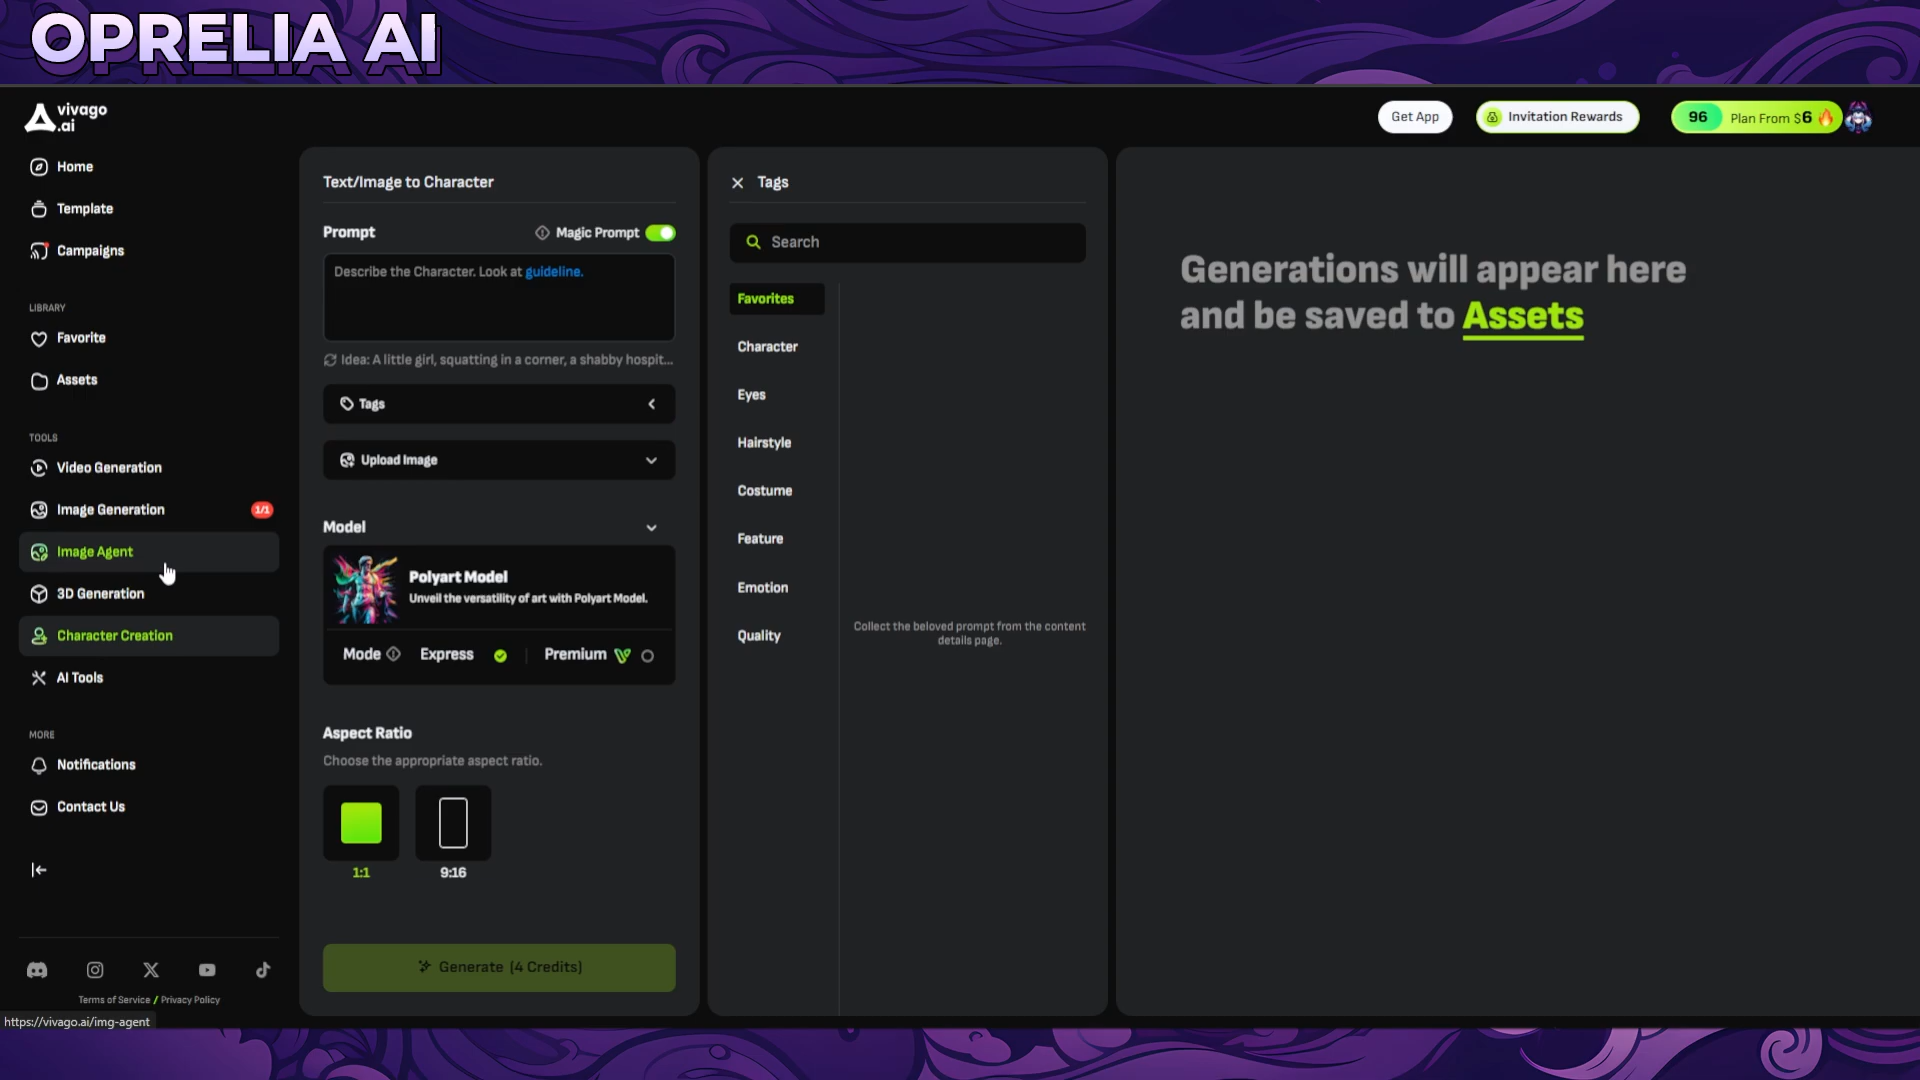 OPRELIA AI
vivago
.ai
Get App
Invitation Rewards
96
Plan From $6
Home
Template
Campaigns
LIBRARY
Favorite
Assets
TOOLS
Video Generation
Image Generation
1/1
Image Agent
3D Generation
Character Creation
AI Tools
MORE
Notifications
Contact Us
Terms of Service / Privacy Policy
https://vivago.ai/img-agent
Text/Image to Character
Prompt
Magic Prompt
Describe the Character. Look at guideline.
Idea: A little girl, squatting in a corner, a shabby hospit...
Tags
Upload Image
Model
Polyart Model
Unveil the versatility of art with Polyart Model.
Mode
Express
Premium
Aspect Ratio
Choose the appropriate aspect ratio.
1:1
9:16
Generate (4 Credits)
Tags
Search
Favorites
Character
Eyes
Hairstyle
Costume
Feature
Emotion
Quality
Collect the beloved prompt from the content
details page.
Generations will appear here
and be saved to Assets